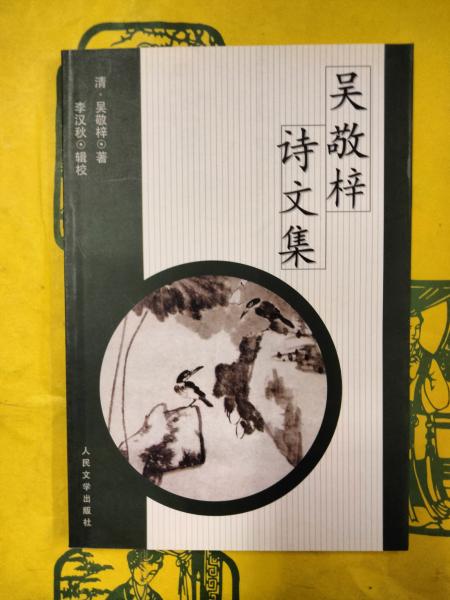 吴敬梓
诗文集
清·吴敬梓⊙著
李汉秋⊙辑校
人民文学出版社